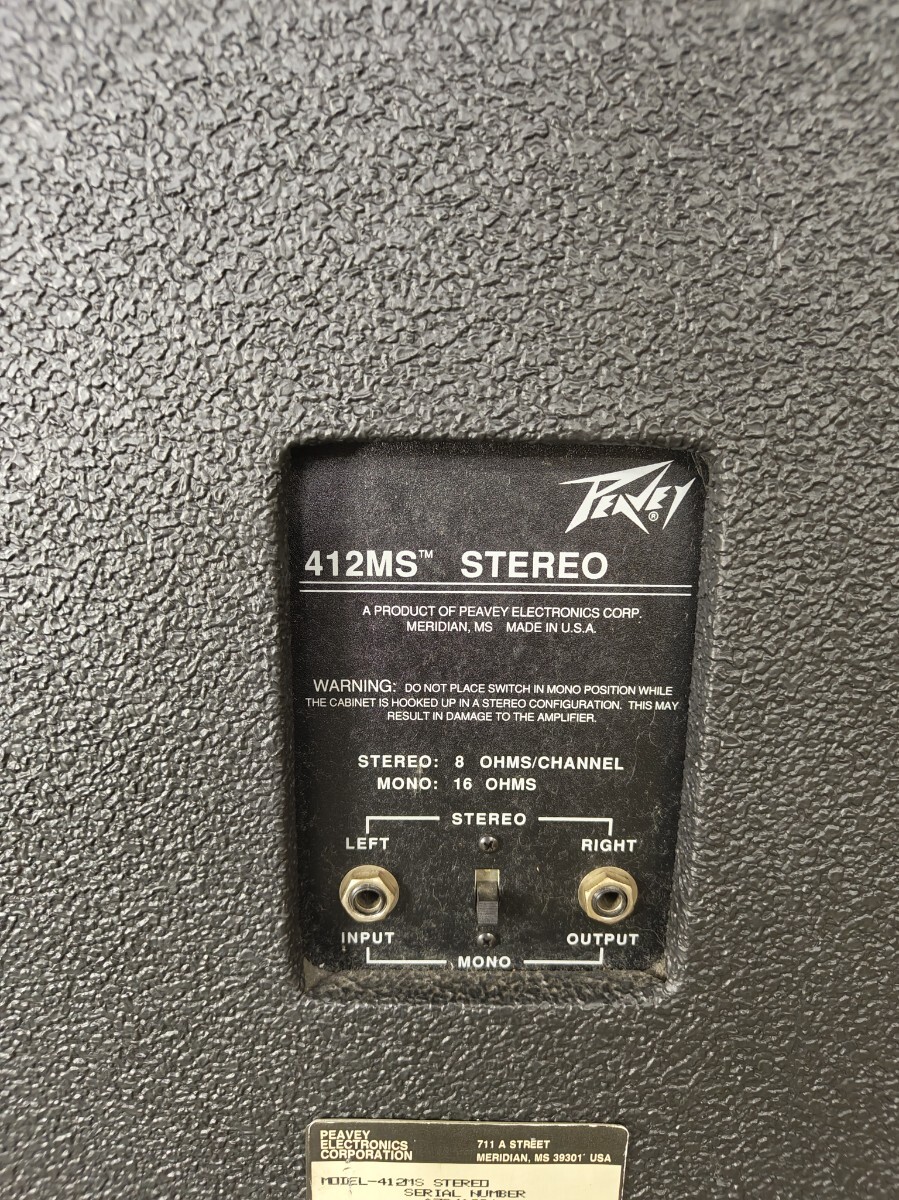 PEAVEY®
412MS™ STEREO
A PRODUCT OF PEAVEY ELECTRONICS CORP.
MERIDIAN, MS MADE IN U.S.A.
WARNING: DO NOT PLACE SWITCH IN MONO POSITION WHILE
THE CABINET IS HOOKED UP IN A STEREO CONFIGURATION. THIS MAY
RESULT IN DAMAGE TO THE AMPLIFIER.
STEREO: 8 OHMS/CHANNEL
MONO: 16 OHMS
STEREO
LEFT RIGHT
INPUT OUTPUT
MONO
PEAVEY
ELECTRONICS
CORPORATION
711 A STREET
MERIDIAN, MS 39301 USA
MODEL-412MS STEREO
SERIAL NUMBER